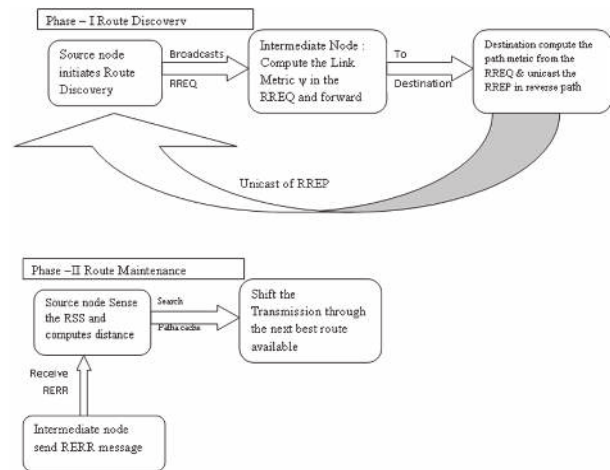 Phase – I Route Discovery
Source node
initiates Route
Discovery
Broadcasts
RREQ
Intermediate Node :
Compute the Link
Metric ψ in the
RREQ and forward
To
Destination
Destination compute the
path metric from the
RREQ & unicast the
RREP in reverse path
Unicast of RREP
Phase –II Route Maintenance
Source node Sense
the RSS and
computes distance
Search
Paths cache
Shift the
Transmission through
the next best route
available
Receive
RERR
Intermediate node
send RERR message